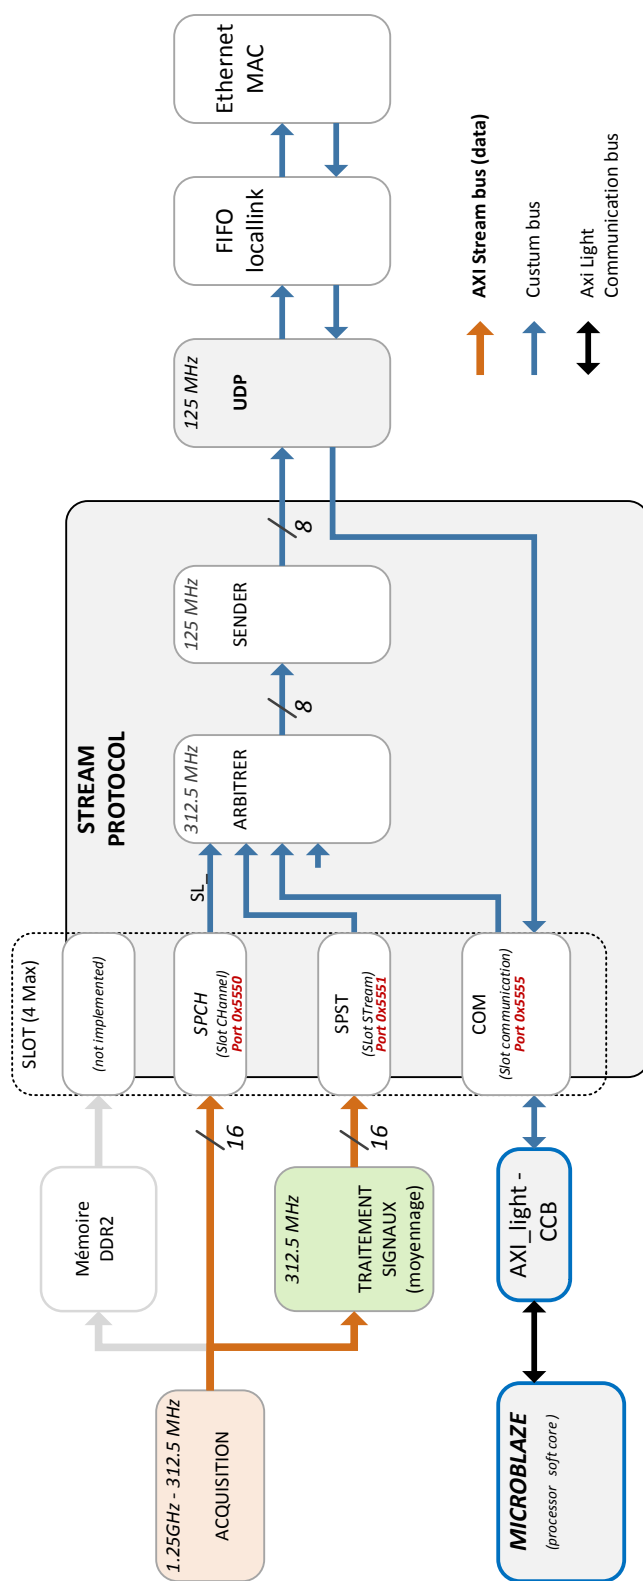 SLOT (4 Max)
STREAM
PROTOCOL
Mémoire
DDR2
(not implemented)
1.25GHz - 312.5 MHz
ACQUISITION
16
SPCH
(Slot CHannel)
Port 0x5550
SL_
312.5 MHz
ARBITRER
8
125 MHz
SENDER
8
125 MHz
UDP
FIFO
locallink
Ethernet
MAC
312.5 MHz
TRAITEMENT
SIGNAUX
(moyennage)
16
SPST
(SLot STream)
Port 0x5551
MICROBLAZE
(processor soft core )
AXI_light -
CCB
COM
(Slot communication)
Port 0x5555
AXI Stream bus (data)
Custum bus
Axi Light
Communication bus